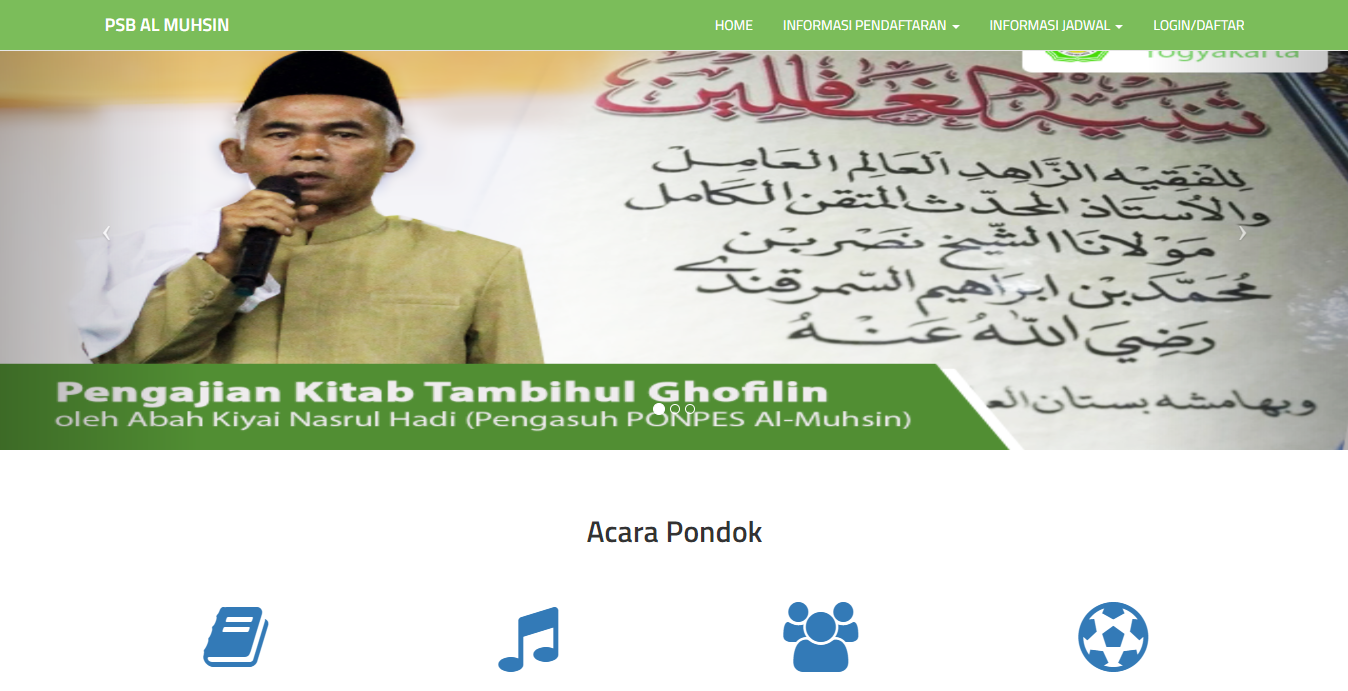 PSB AL MUHSIN
HOME INFORMASI PENDAFTARAN INFORMASI JADWAL LOGIN/DAFTAR
Yogyakarta
تنبيه الغافلين
للفقيه الزاهد العالم العامل
والأستاذ المحدث المتقن الكامل
مولانا الشيخ نصر بن
محمد بن ابراهيم السمرقندي
رضي الله عنه
وبهامشه بستان
Pengajian Kitab Tambihul Ghofilin
oleh Abah Kiyai Nasrul Hadi (Pengasuh PONPES Al-Muhsin)
Acara Pondok